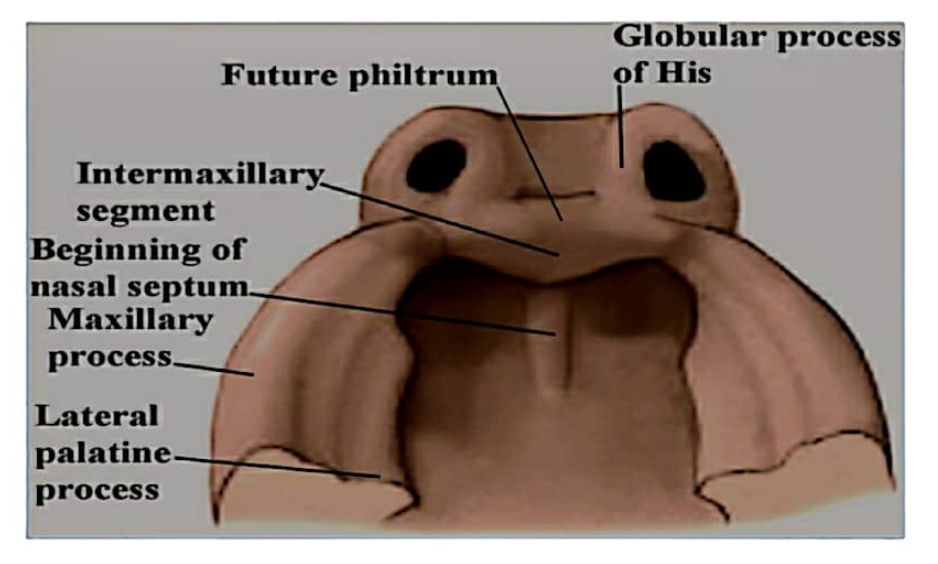 Globular process
of His
Future philtrum
Intermaxillary
segment
Beginning of
nasal septum
Maxillary
process
Lateral
palatine
process